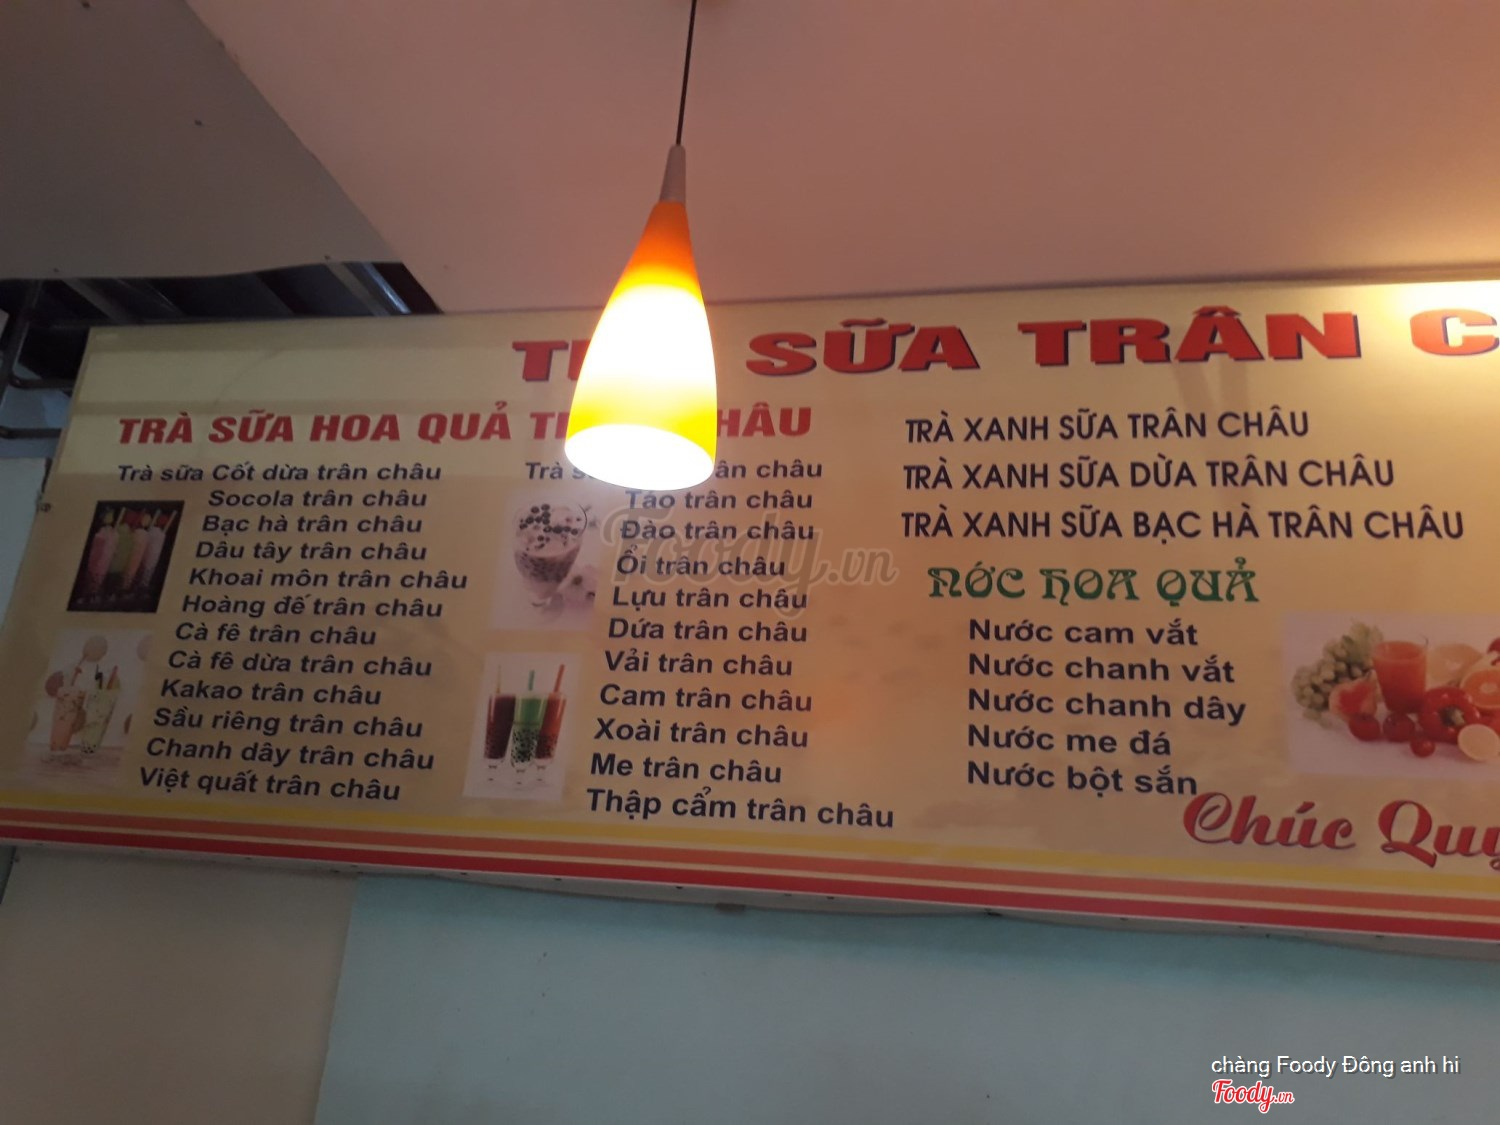 SỮA TRÂN
TRÀ SỮA HOA QUẢ
Trà sữa Cốt dừa trân châu
Socola trân châu
Bạc hà trân châu
Dâu tây trân châu
Khoai môn trân châu
Hoàng đế trân châu
Cà fê trân châu
Cà fê dừa trân châu
Kakao trân châu
Sầu riêng trân châu
Chanh dây trân châu
Việt quất trân châu
Trà châu
Táo trân châu
Đào trân châu
Ổi trân châu
Lựu trân châu
Dứa trân châu
Vải trân châu
Cam trân châu
Xoài trân châu
Me trân châu
Thập cẩm trân châu
TRÀ XANH SỮA TRÂN CHÂU
TRÀ XANH SỮA DỪA TRÂN CHÂU
TRÀ XANH SỮA BẠC HÀ TRÂN CHÂU
NỚC HOA QUẢ
Nước cam vắt
Nước chanh vắt
Nước chanh dây
Nước me đá
Nước bột sắn
Chúc Quý
Foody.vn
chàng Foody Đông anh hi
Foody.vn